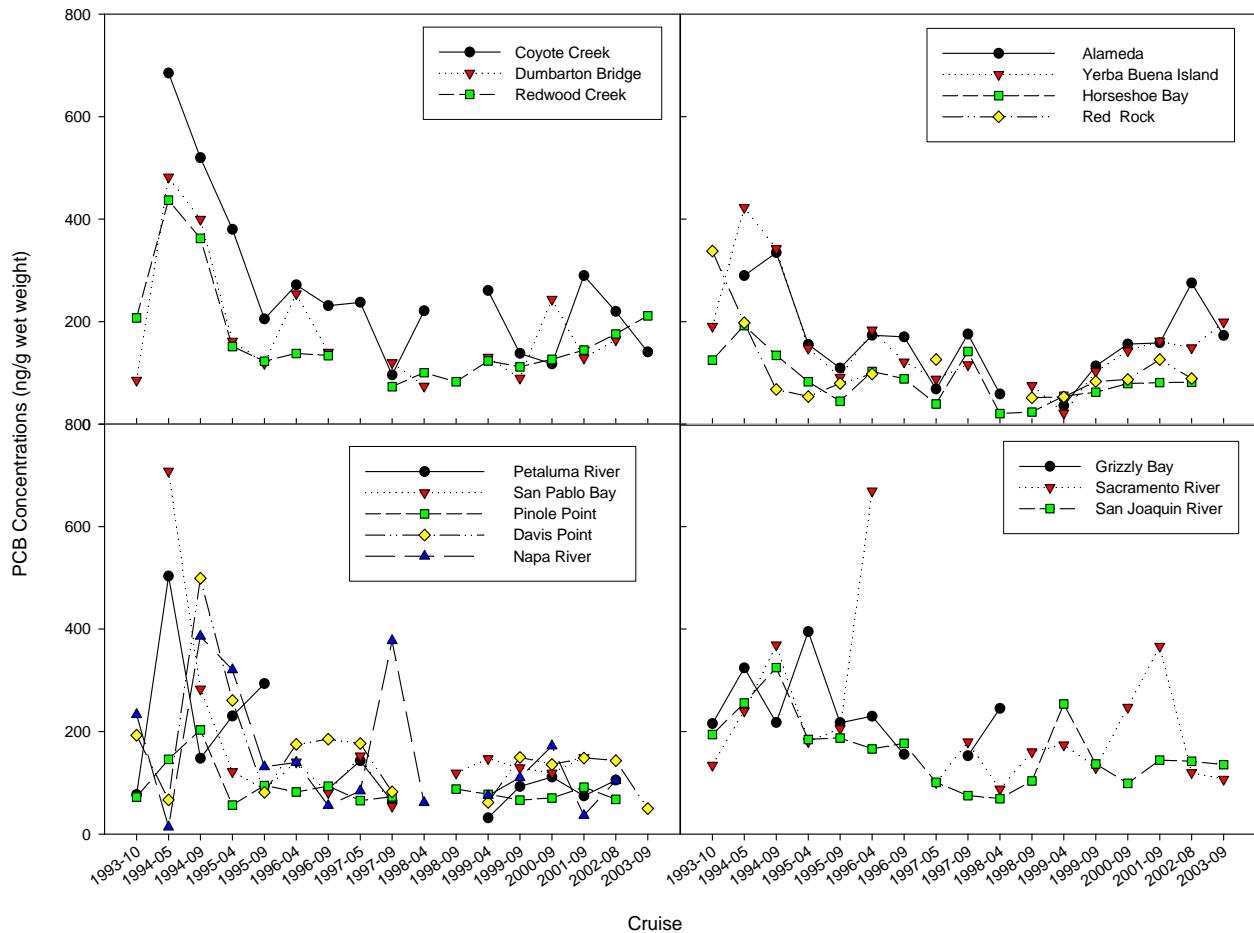 800
600
400
200
800
600
400
200
0
PCB Concentrations (ng/g wet weight)
Coyote Creek
Dumbarton Bridge
Redwood Creek
Alameda
Yerba Buena Island
Horseshoe Bay
Red Rock
Petaluma River
San Pablo Bay
Pinole Point
Davis Point
Napa River
Grizzly Bay
Sacramento River
San Joaquin River
1993-10
1994-05
1994-09
1995-04
1995-09
1996-04
1996-09
1997-05
1997-09
1998-04
1998-09
1999-04
1999-09
2000-09
2001-09
2002-08
2003-09
1993-10
1994-05
1994-09
1995-04
1995-09
1996-04
1996-09
1997-05
1997-09
1998-04
1998-09
1999-04
1999-09
2000-09
2001-09
2002-08
2003-09
Cruise